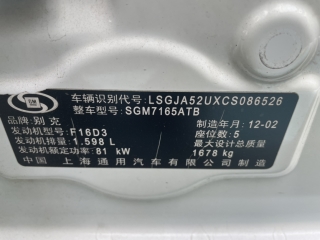 车辆识别代号: LSGJA52UXCS086526
整车型号: SGM7165ATB
品牌: 别克 制造年月: 12-02
发动机型号: F16D3 座位数: 5
发动机排量: 1.598 L 最大设计总质量
发动机额定功率: 81 kW 1678 kg
中国 上海通用汽车有限公司 制造